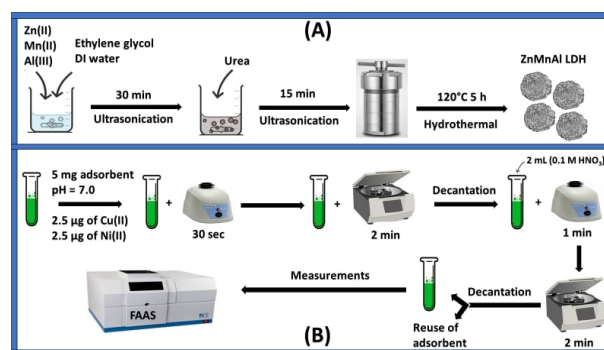 (A)
Zn(II)
Mn(II)
Al(III)
Ethylene glycol
DI water
30 min
Ultrasonication
Urea
15 min
Ultrasonication
120°C 5 h
Hydrothermal
ZnMnAl LDH
5 mg adsorbent
pH = 7.0
2.5 µg of Cu(II)
2.5 µg of Ni(II)
+
30 sec
+
2 min
Decantation
2 mL (0.1 M HNO₃)
+
1 min
2 min
Decantation
Reuse of
adsorbent
Measurements
FAAS
(B)